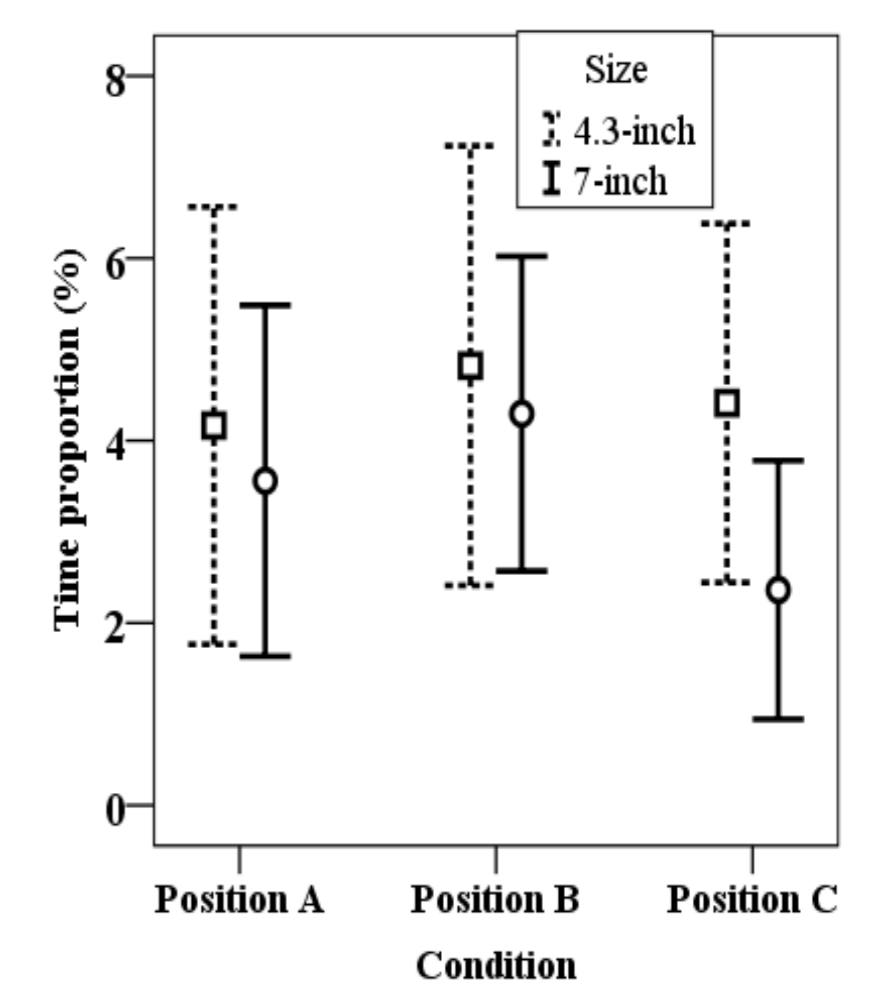 Size
4.3-inch
7-inch
8
6
4
2
0
Time proportion (%)
Position A
Position B
Position C
Condition